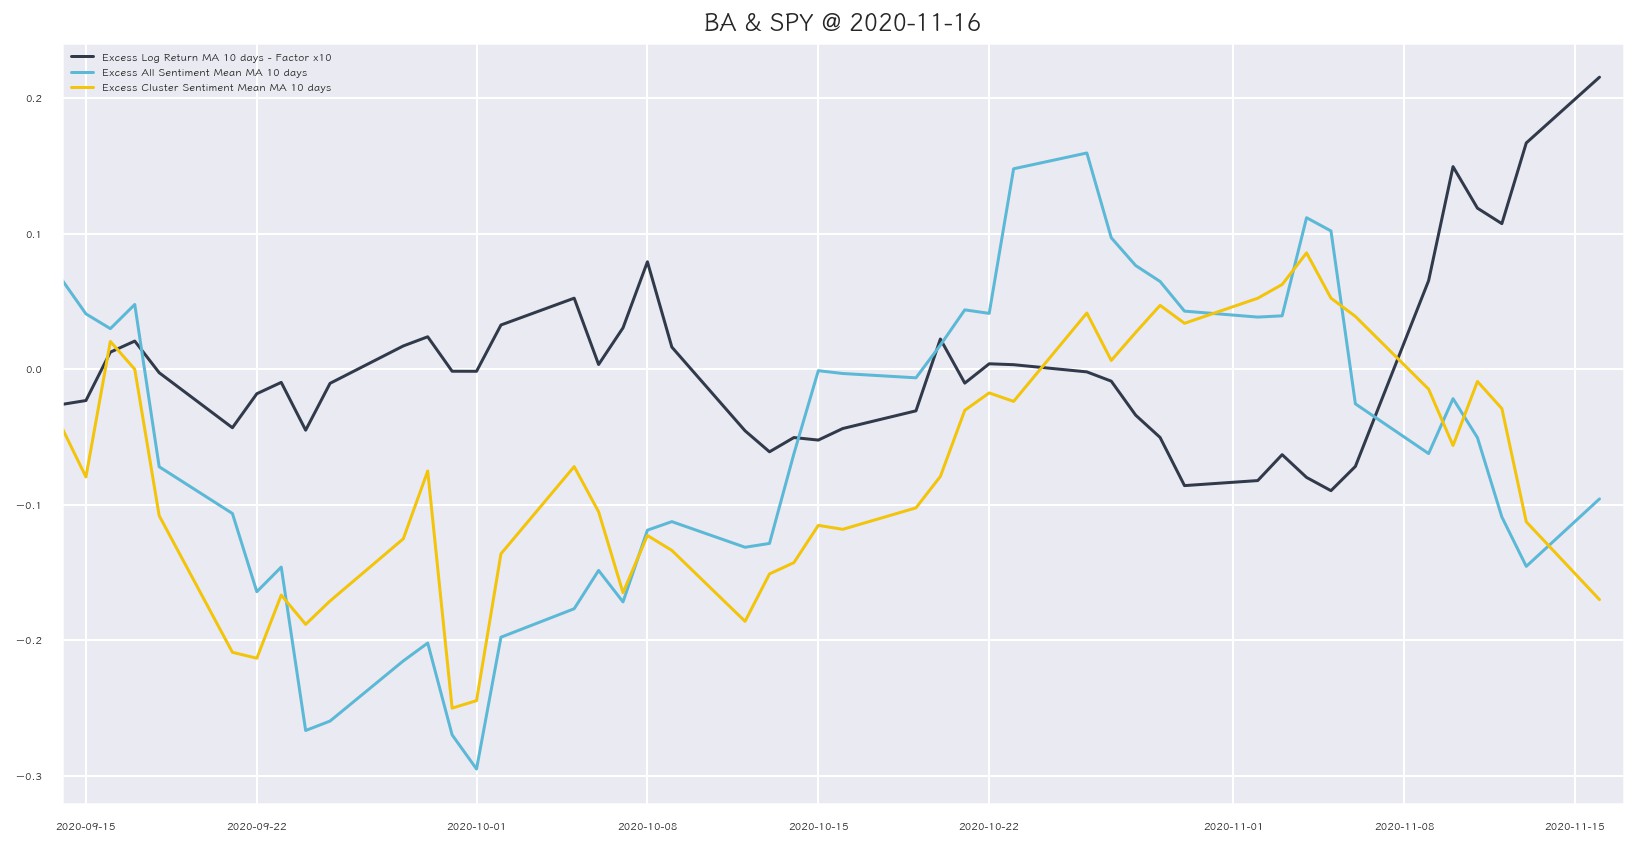 BA & SPY @ 2020-11-16
Excess Log Return MA 10 days - Factor x10
Excess All Sentiment Mean MA 10 days
Excess Cluster Sentiment Mean MA 10 days
0.2
0.1
0.0
−0.1
−0.2
−0.3
2020-09-15 2020-09-22 2020-10-01 2020-10-08 2020-10-15 2020-10-22 2020-11-01 2020-11-08 2020-11-15